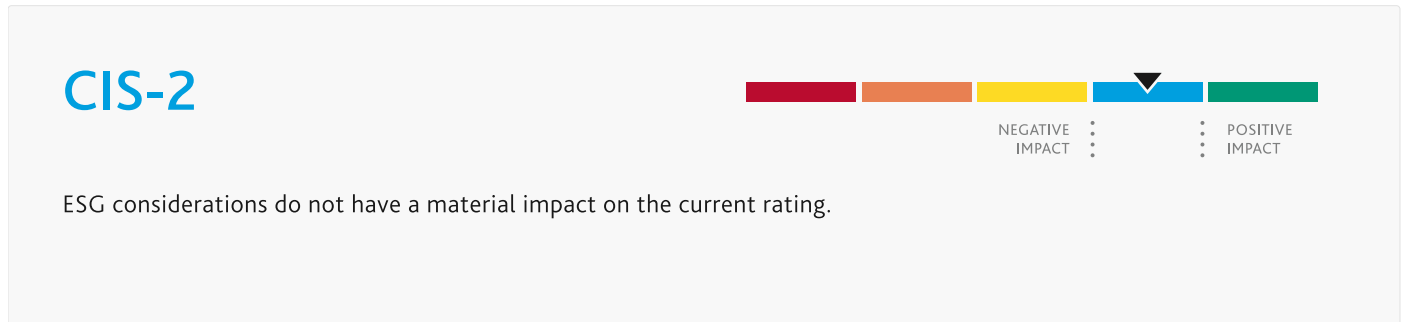 CIS-2
NEGATIVE
IMPACT
POSITIVE
IMPACT
ESG considerations do not have a material impact on the current rating.